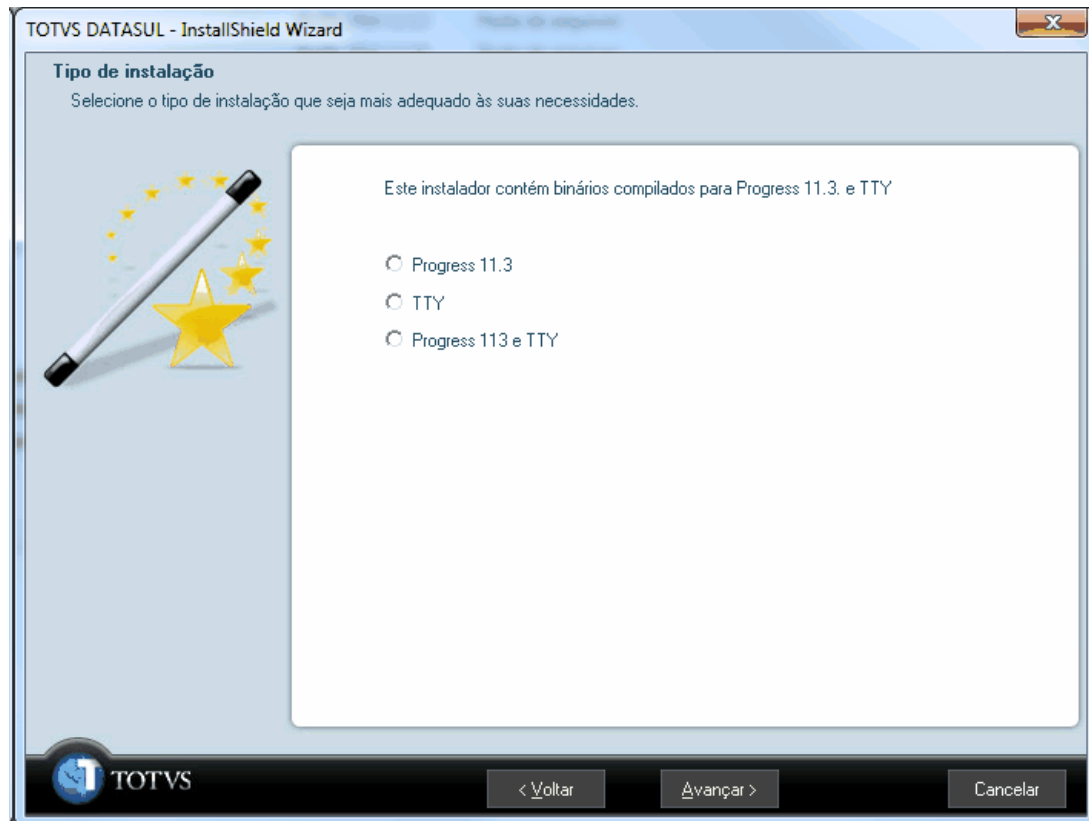 TOTVS DATASUL - InstallShield Wizard
Tipo de instalação
Selecione o tipo de instalação que seja mais adequado às suas necessidades.
Este instalador contém binários compilados para Progress 11.3. e TTY
Progress 11.3
TTY
Progress 113 e TTY
TOTVS
< Voltar
Avançar >
Cancelar